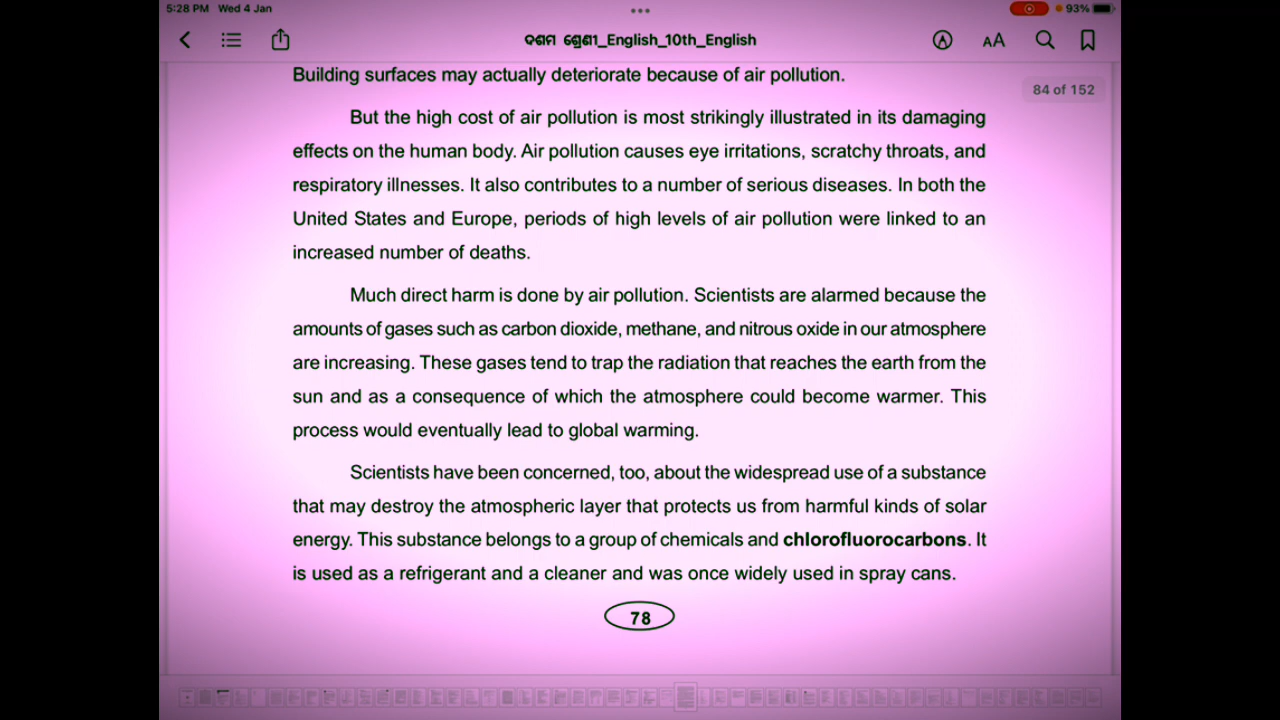 5:28 PM Wed 4 Jan
93%
ଦଶମ ଶ୍ରେଣୀ_English_10th_English
AA
84 of 152
Building surfaces may actually deteriorate because of air pollution.
But the high cost of air pollution is most strikingly illustrated in its damaging
effects on the human body. Air pollution causes eye irritations, scratchy throats, and
respiratory illnesses. It also contributes to a number of serious diseases. In both the
United States and Europe, periods of high levels of air pollution were linked to an
increased number of deaths.
Much direct harm is done by air pollution. Scientists are alarmed because the
amounts of gases such as carbon dioxide, methane, and nitrous oxide in our atmosphere
are increasing. These gases tend to trap the radiation that reaches the earth from the
sun and as a consequence of which the atmosphere could become warmer. This
process would eventually lead to global warming.
Scientists have been concerned, too, about the widespread use of a substance
that may destroy the atmospheric layer that protects us from harmful kinds of solar
energy. This substance belongs to a group of chemicals and chlorofluorocarbons. It
is used as a refrigerant and a cleaner and was once widely used in spray cans.
78